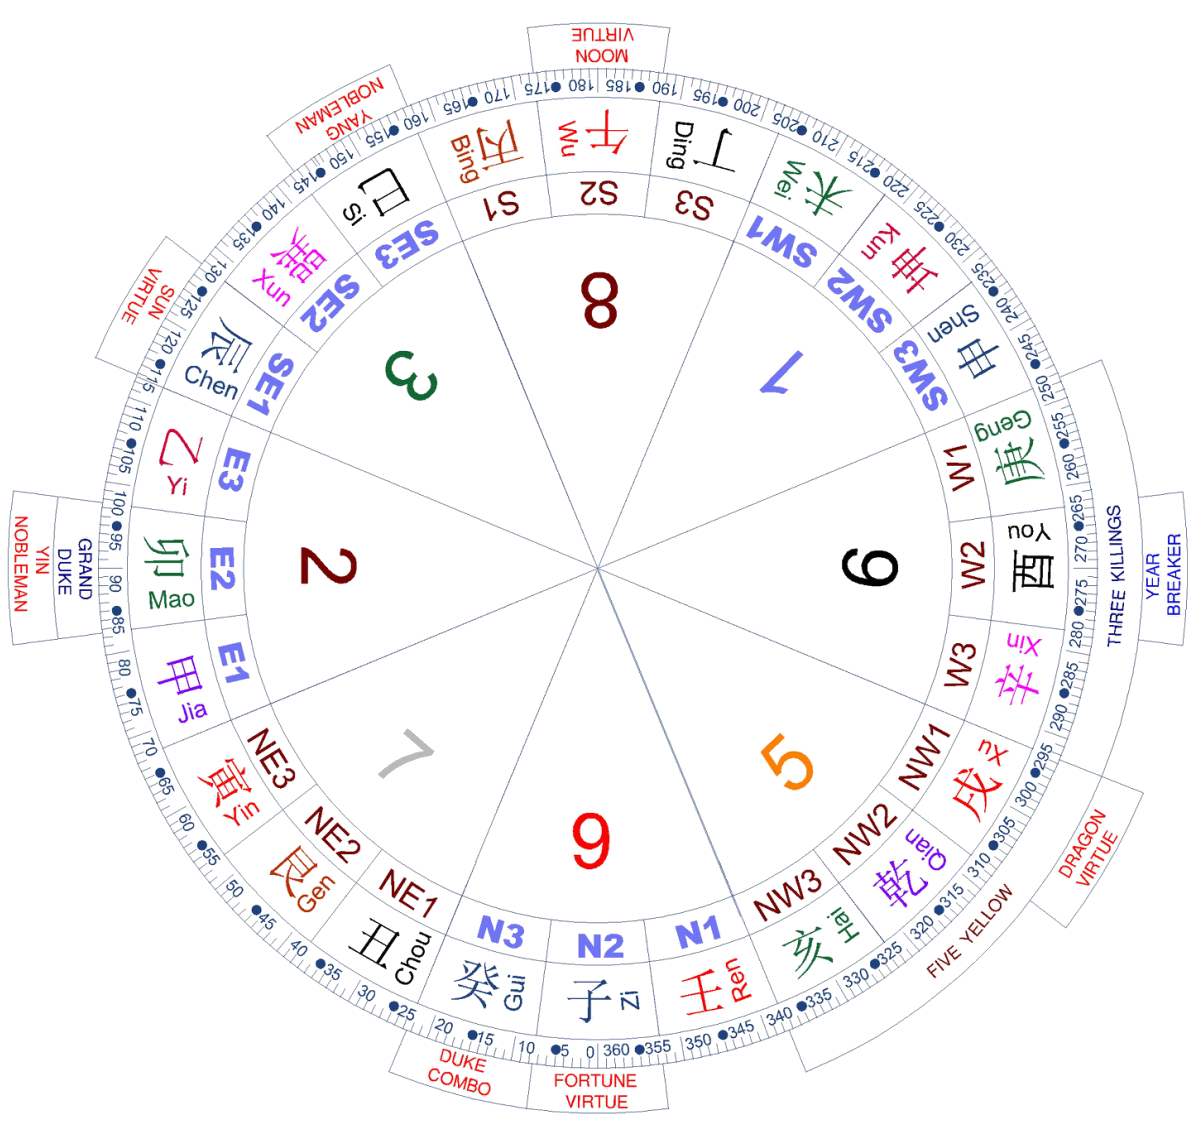 MOON
VIRTUE
YANG
NOBLEMAN
SUN
VIRTUE
GRAND
DUKE
YIN
NOBLEMAN
DUKE
COMBO
FORTUNE
VIRTUE
FIVE YELLOW
DRAGON
VIRTUE
THREE KILLINGS
YEAR
BREAKER
0
5
10
15
20
25
30
35
40
45
50
55
60
65
70
75
80
85
90
95
100
105
110
115
120
125
130
135
140
145
150
155
160
165
170
175
180
185
190
195
200
205
210
215
220
225
230
235
240
245
250
255
260
265
270
275
280
285
290
295
300
305
310
315
320
325
330
335
340
345
350
355
360
丙 Bing
S1
午 Wu
S2
丁 Ding
S3
未 Wei
SW1
坤 Kun
SW2
申 Shen
SW3
庚 Geng
W1
酉 You
W2
辛 Xin
W3
戌 Xu
NW1
乾 Qian
NW2
亥 Hai
NW3
壬 Ren
N1
子 Zi
N2
癸 Gui
N3
丑 Chou
NE1
艮 Gen
NE2
寅 Yin
NE3
甲 Jia
E1
卯 Mao
E2
乙 Yi
E3
辰 Chen
SE1
巽 Xun
SE2
巳 Si
SE3
8
1
6
5
9
7
2
3